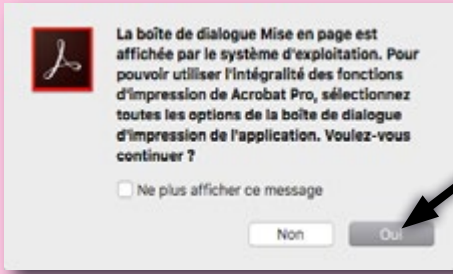 La boîte de dialogue Mise en page est
affichée par le système d'exploitation. Pour
pouvoir utiliser l'intégralité des fonctions
d'impression de Acrobat Pro, sélectionnez
toutes les options de la boîte de dialogue
d'impression de l'application. Voulez-vous
continuer ?
Ne plus afficher ce message
Non Oui